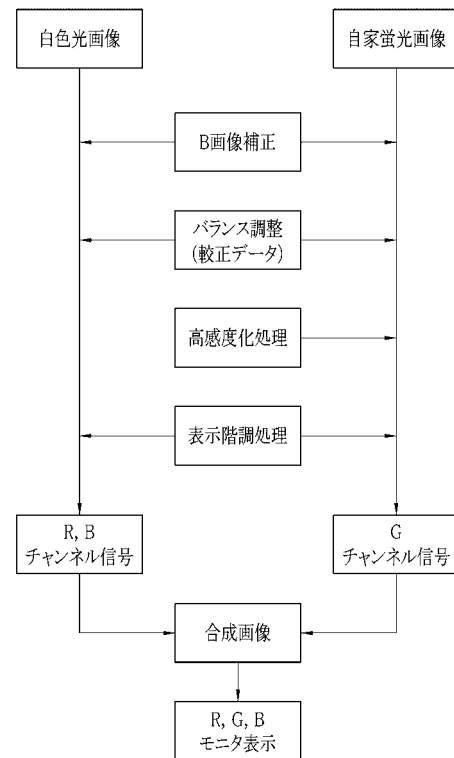 白色光画像
自家蛍光画像
B画像補正
バランス調整
(較正データ)
高感度化処理
表示階調処理
R, B
チャンネル信号
G
チャンネル信号
合成画像
R, G, B
モニタ表示